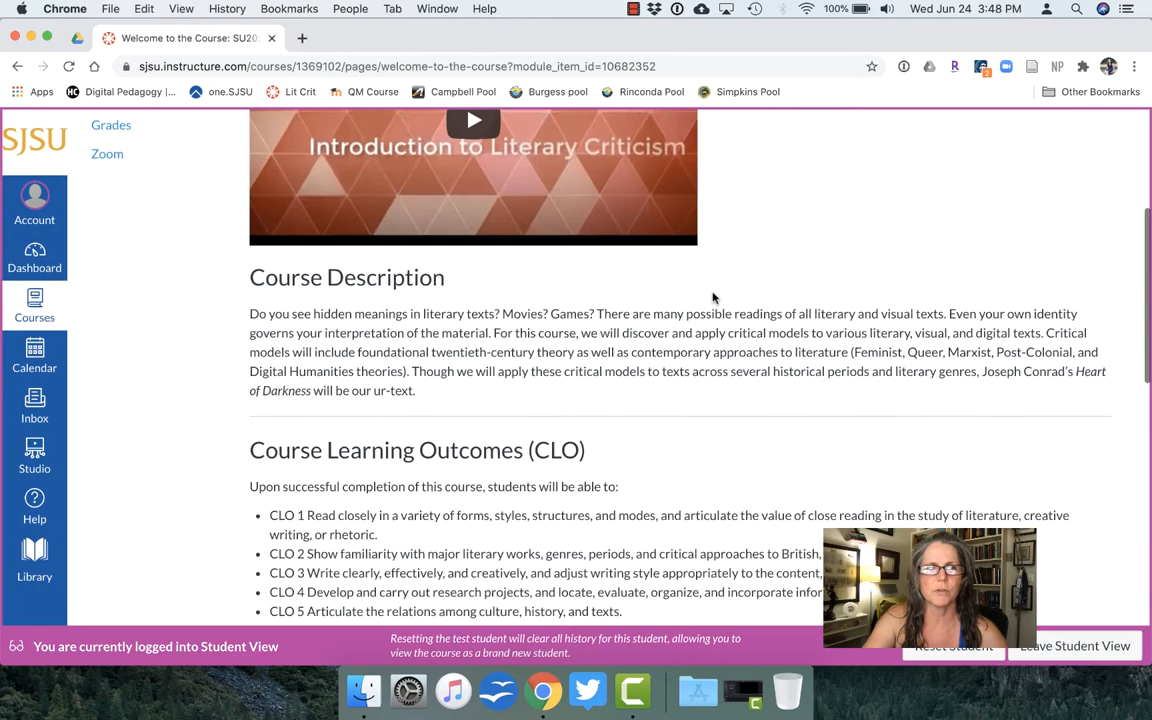 Chrome File Edit View History Bookmarks People Tab Window Help 100% Wed Jun 24 3:48 PM
Welcome to the Course: SU20
sjsu.instructure.com/courses/1369102/pages/welcome-to-the-course?module_item_id=10682352
R 2 NP
Apps Digital Pedagogy |... one.SJSU Lit Crit QM Course Campbell Pool Burgess pool Rinconda Pool Simpkins Pool Other Bookmarks
SJSU
Grades
Zoom
Account
Dashboard
Courses
Calendar
Inbox
Studio
Help
Library
Introduction to Literary Criticism
Course Description
Do you see hidden meanings in literary texts? Movies? Games? There are many possible readings of all literary and visual texts. Even your own identity
governs your interpretation of the material. For this course, we will discover and apply critical models to various literary, visual, and digital texts. Critical
models will include foundational twentieth-century theory as well as contemporary approaches to literature (Feminist, Queer, Marxist, Post-Colonial, and
Digital Humanities theories). Though we will apply these critical models to texts across several historical periods and literary genres, Joseph Conrad's Heart
of Darkness will be our ur-text.
Course Learning Outcomes (CLO)
Upon successful completion of this course, students will be able to:
• CLO 1 Read closely in a variety of forms, styles, structures, and modes, and articulate the value of close reading in the study of literature, creative
writing, or rhetoric.
• CLO 2 Show familiarity with major literary works, genres, periods, and critical approaches to British,
• CLO 3 Write clearly, effectively, and creatively, and adjust writing style appropriately to the content,
• CLO 4 Develop and carry out research projects, and locate, evaluate, organize, and incorporate infor
• CLO 5 Articulate the relations among culture, history, and texts.
You are currently logged into Student View
Resetting the test student will clear all history for this student, allowing you to
view the course as a brand new student.
Reset Student
Leave Student View